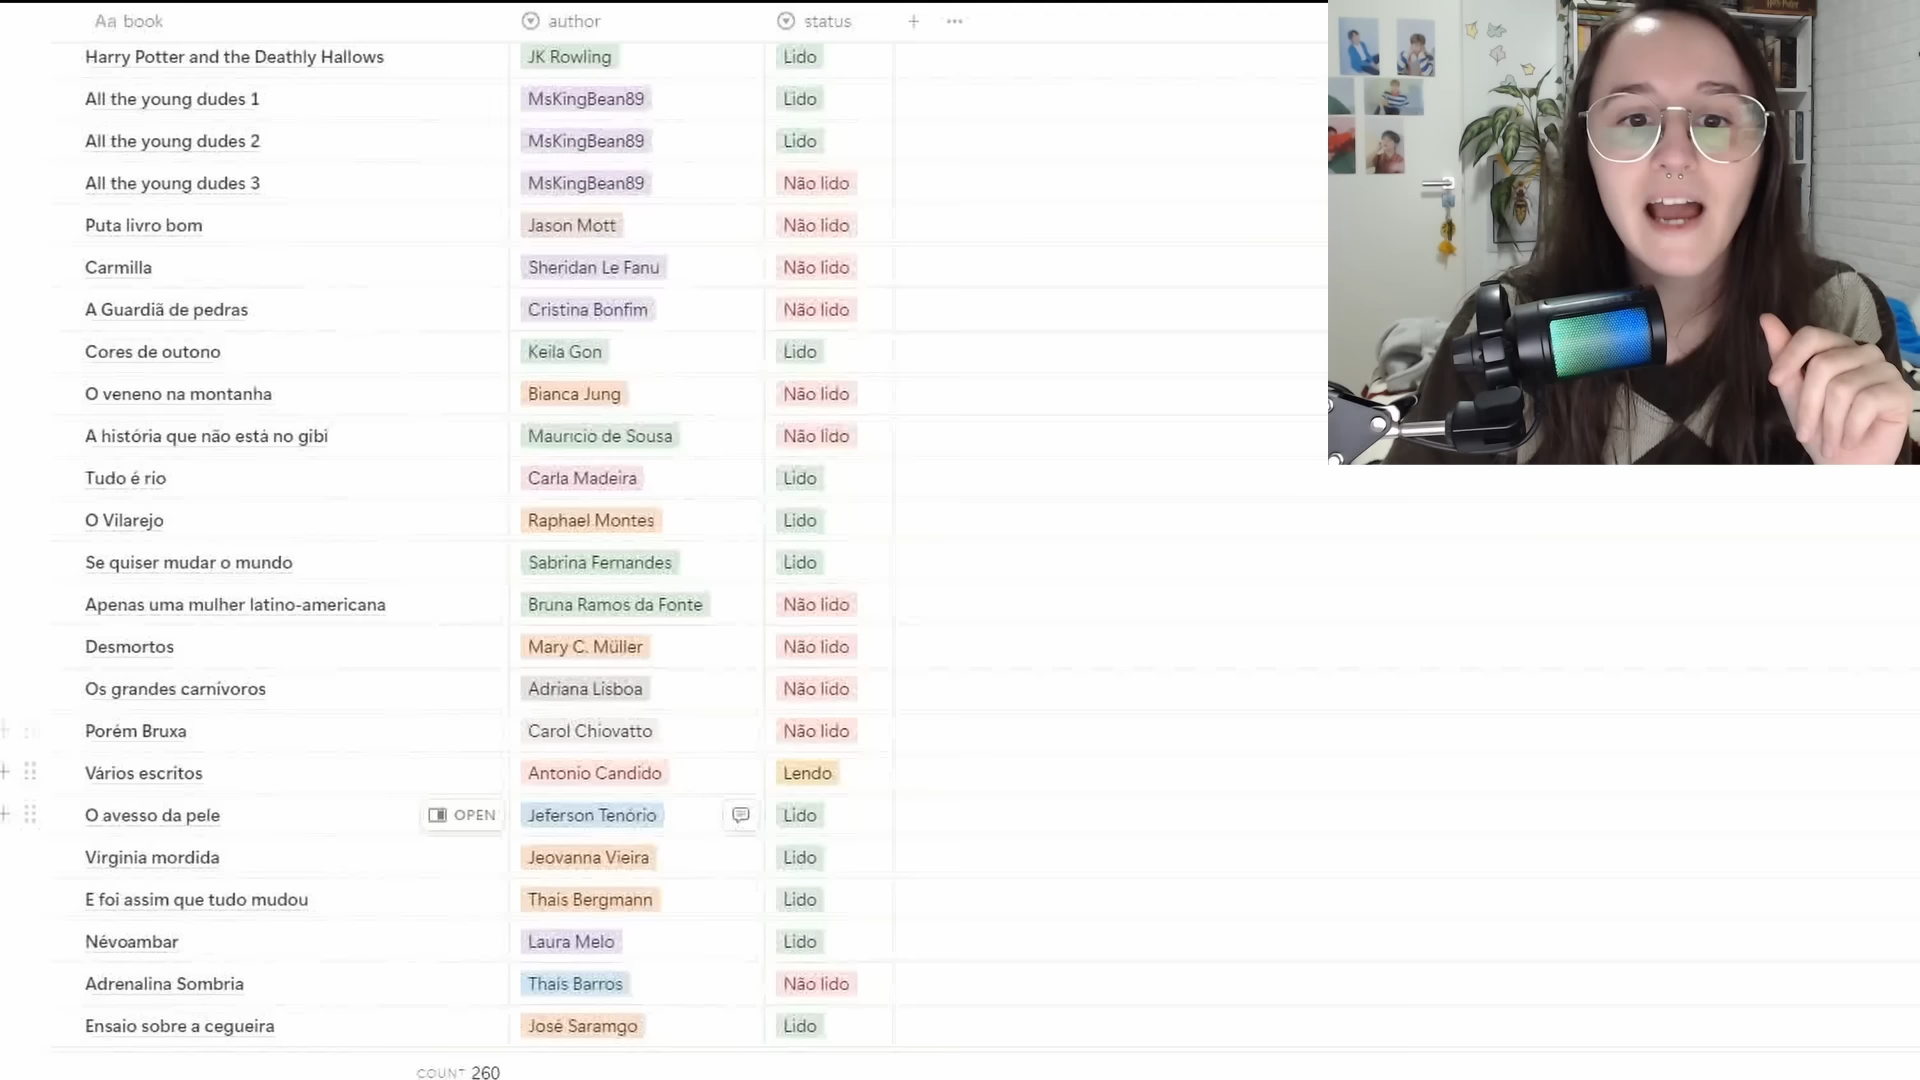 Aa book author status + ...
Harry Potter and the Deathly Hallows JK Rowling Lido
All the young dudes 1 MsKingBean89 Lido
All the young dudes 2 MsKingBean89 Lido
All the young dudes 3 MsKingBean89 Não lido
Puta livro bom Jason Mott Não lido
Carmilla Sheridan Le Fanu Não lido
A Guardiã de pedras Cristina Bonfim Não lido
Cores de outono Keila Gon Lido
O veneno na montanha Bianca Jung Não lido
A história que não está no gibi Mauricio de Sousa Não lido
Tudo é rio Carla Madeira Lido
O Vilarejo Raphael Montes Lido
Se quiser mudar o mundo Sabrina Fernandes Lido
Apenas uma mulher latino-americana Bruna Ramos da Fonte Não lido
Desmortos Mary C. Müller Não lido
Os grandes carnívoros Adriana Lisboa Não lido
Porém Bruxa Carol Chiovatto Não lido
Vários escritos Antonio Candido Lendo
O avesso da pele OPEN Jeferson Tenório Lido
Virgínia mordida Jeovanna Vieira Lido
E foi assim que tudo mudou Thaís Bergmann Lido
Névoambar Laura Melo Lido
Adrenalina Sombria Thaís Barros Não lido
Ensaio sobre a cegueira José Saramgo Lido
COUNT 260